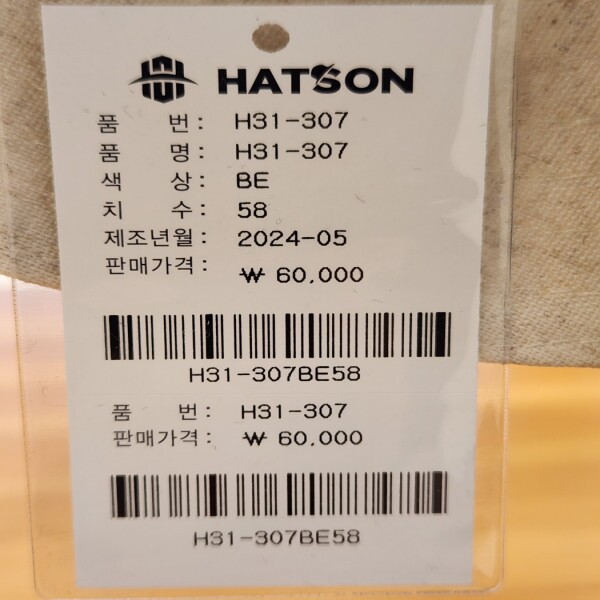 HATSON
품 번 : H31-307
품 명 : H31-307
색 상 : BE
치 수 : 58
제조년월 : 2024-05
판매가격 : ₩ 60,000
H31-307BE58
품 번 : H31-307
판매가격 : ₩ 60,000
H31-307BE58